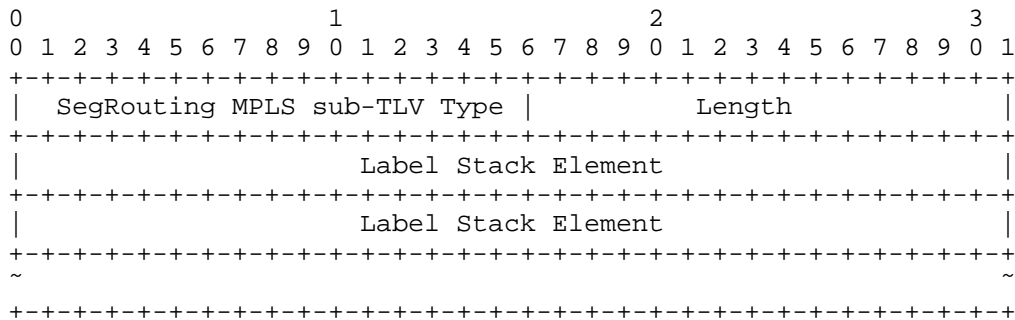 0                   1                   2                   3
0 1 2 3 4 5 6 7 8 9 0 1 2 3 4 5 6 7 8 9 0 1 2 3 4 5 6 7 8 9 0 1
+-+-+-+-+-+-+-+-+-+-+-+-+-+-+-+-+-+-+-+-+-+-+-+-+-+-+-+-+-+-+-+
|  SegRouting MPLS sub-TLV Type |          Length             |
+-+-+-+-+-+-+-+-+-+-+-+-+-+-+-+-+-+-+-+-+-+-+-+-+-+-+-+-+-+-+-+
|                     Label Stack Element                     |
+-+-+-+-+-+-+-+-+-+-+-+-+-+-+-+-+-+-+-+-+-+-+-+-+-+-+-+-+-+-+-+
|                     Label Stack Element                     |
+-+-+-+-+-+-+-+-+-+-+-+-+-+-+-+-+-+-+-+-+-+-+-+-+-+-+-+-+-+-+-+
~                                                             ~
+-+-+-+-+-+-+-+-+-+-+-+-+-+-+-+-+-+-+-+-+-+-+-+-+-+-+-+-+-+-+-+